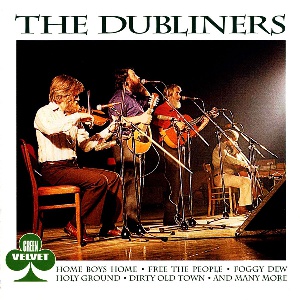 THE DUBLINERS
GREEN
VELVET
HOME BOYS HOME • FREE THE PEOPLE • FOGGY DEW
HOLY GROUND • DIRTY OLD TOWN • AND MANY MORE